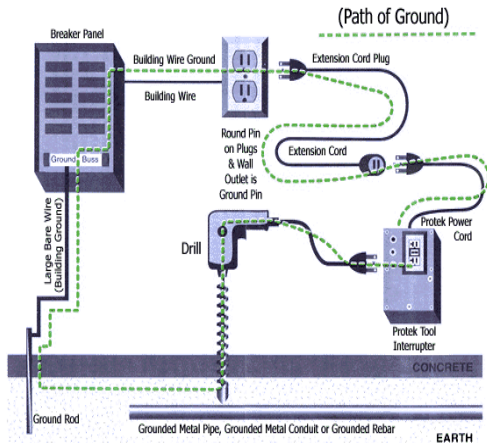 (Path of Ground)
Breaker Panel
Building Wire Ground
Extension Cord Plug
Building Wire
Round Pin
on Plugs
& Wall
Outlet is
Ground Pin
Extension Cord
Ground Buss
Large Bare Wire
(Building Ground)
Protek Power
Cord
Drill
Protek Tool
Interrupter
CONCRETE
Ground Rod
Grounded Metal Pipe, Grounded Metal Conduit or Grounded Rebar
EARTH